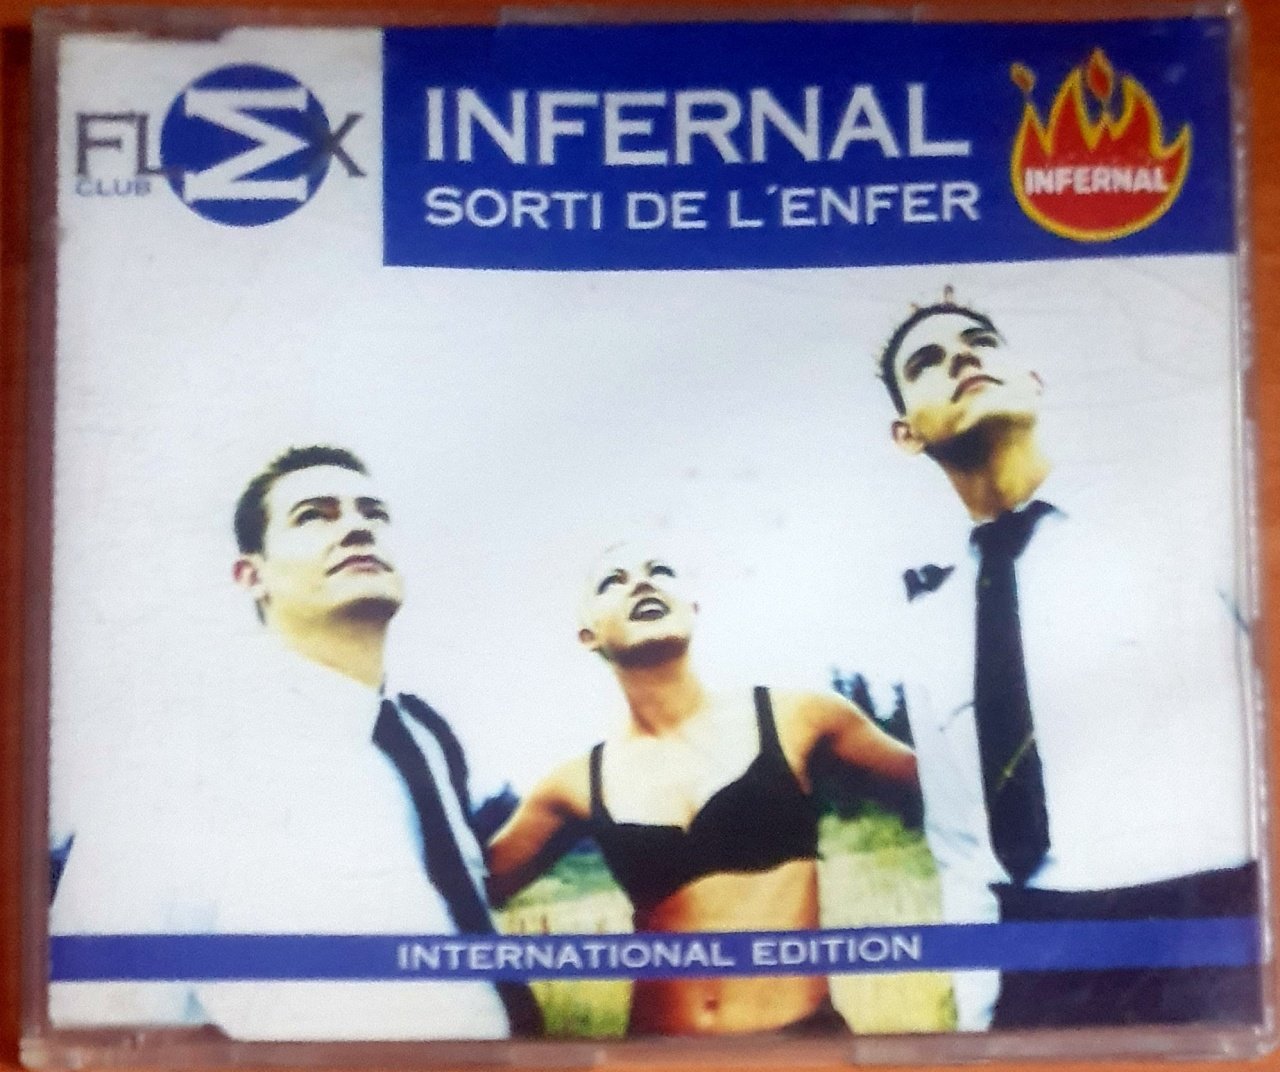 FLEX
CLUB
INFERNAL
SORTI DE L´ENFER
INFERNAL
INTERNATIONAL EDITION